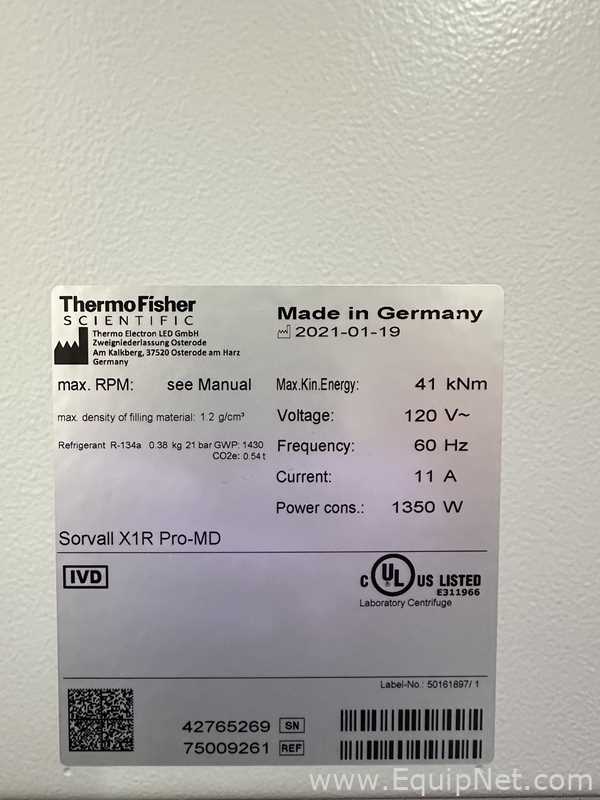 ThermoFisher
SCIENTIFIC
Thermo Electron LED GmbH
Zweigniederlassung Osterode
Am Kalkberg, 37520 Osterode am Harz
Germany
Made in Germany
2021-01-19
max. RPM: see Manual
max. density of filling material: 1.2 g/cm³
Refrigerant R-134a 0.38 kg 21 bar GWP: 1430
CO2e: 0.54 t
Max.Kin.Energy: 41 kNm
Voltage: 120 V~
Frequency: 60 Hz
Current: 11 A
Power cons.: 1350 W
Sorvall X1R Pro-MD
IVD
C UL US LISTED
E311966
Laboratory Centrifuge
Label-No.: 50161897/ 1
42765269 SN
75009261 REF
www.EquipNet.com